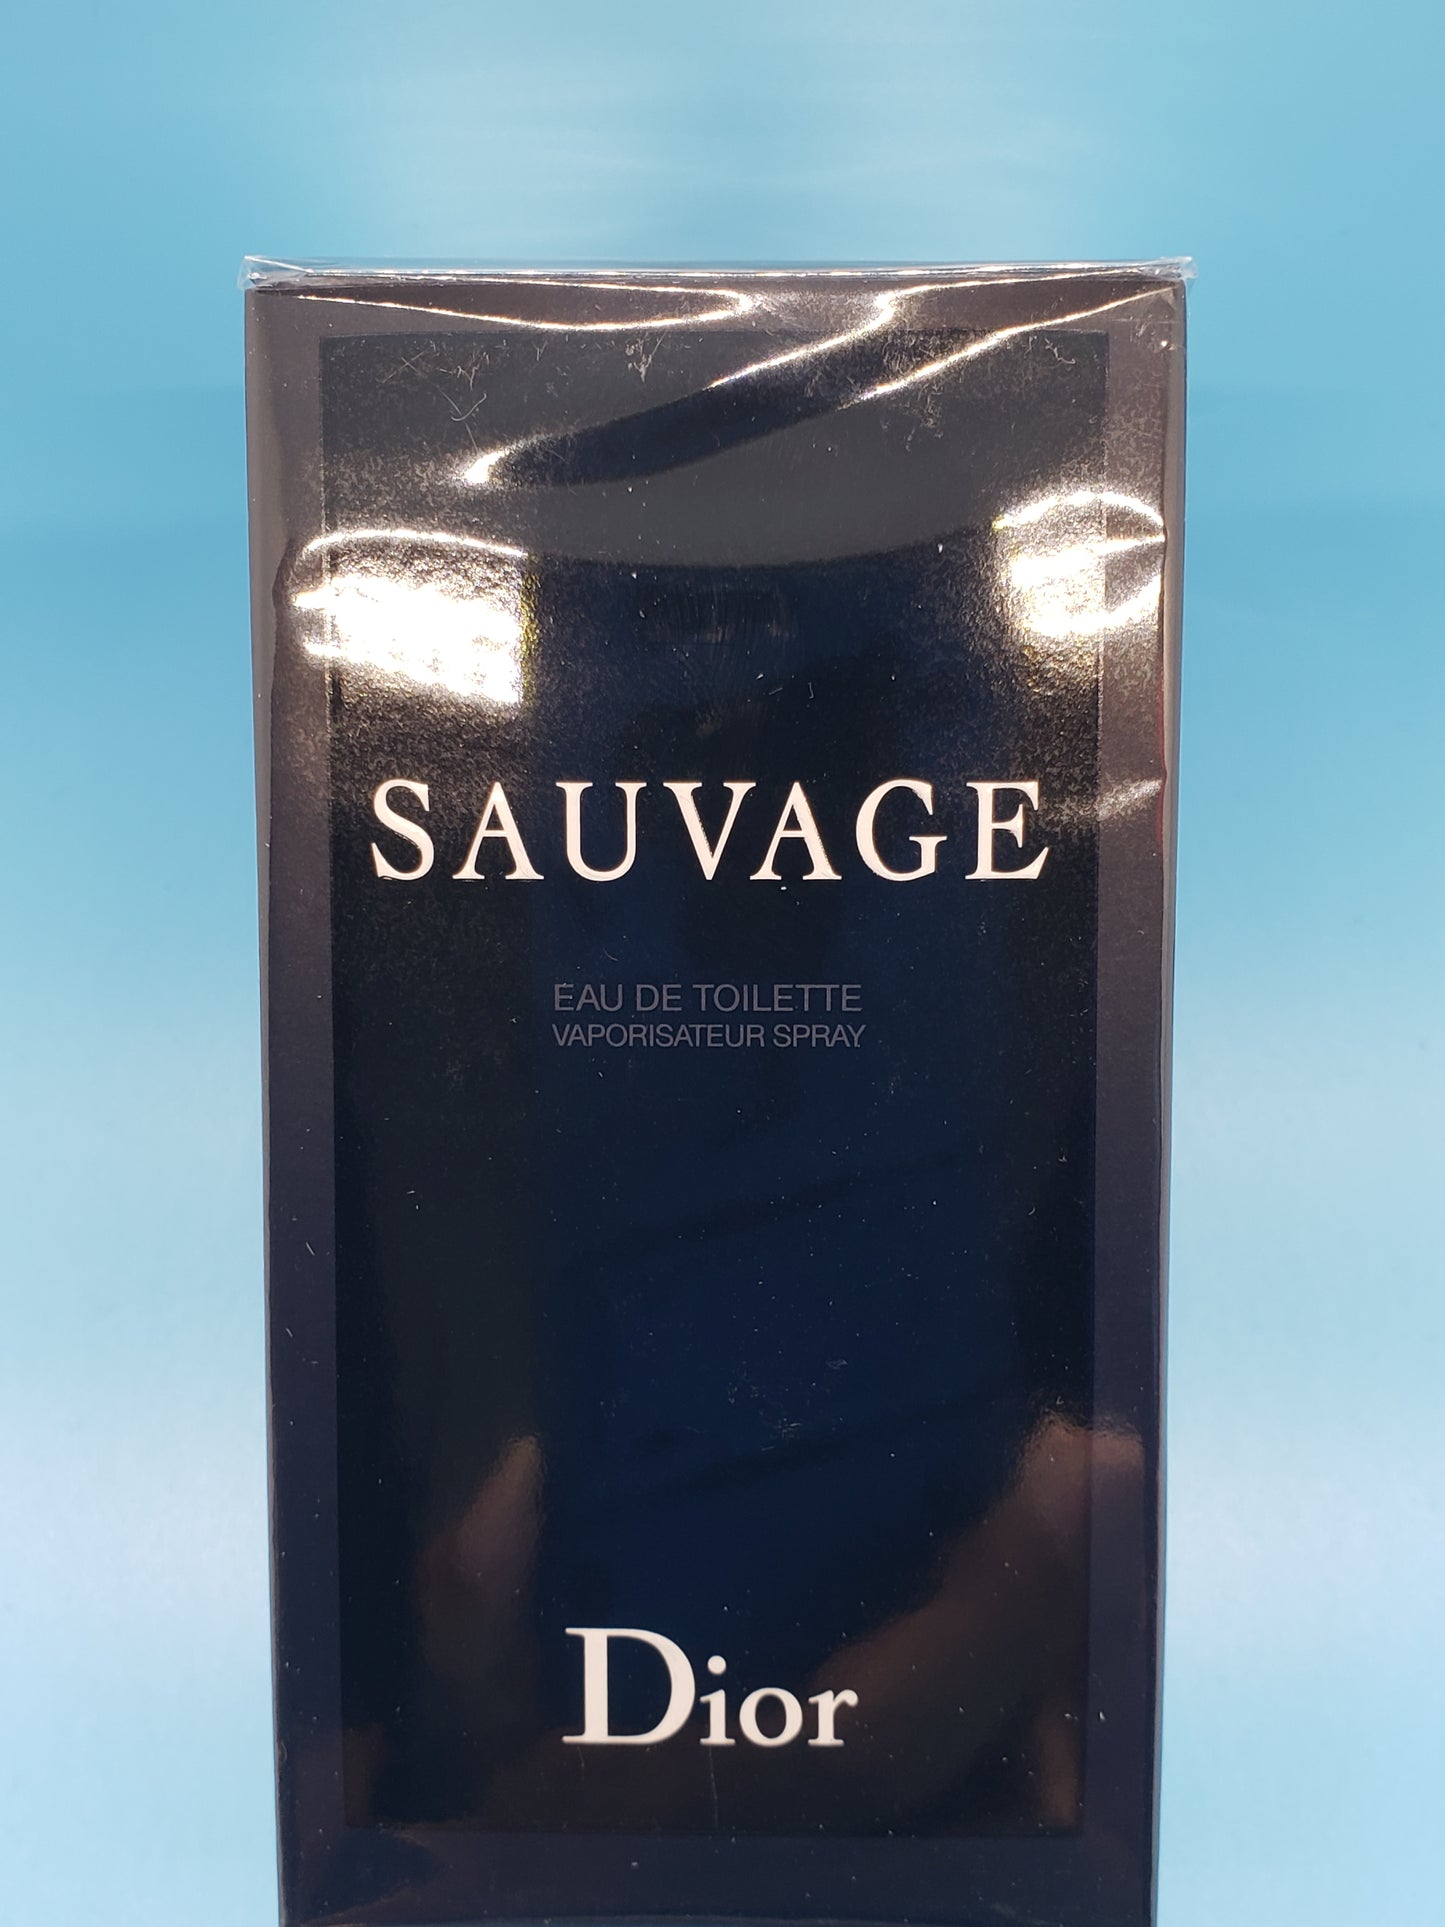 SAUVAGE
EAU DE TOILETTE
VAPORISATEUR SPRAY
Dior